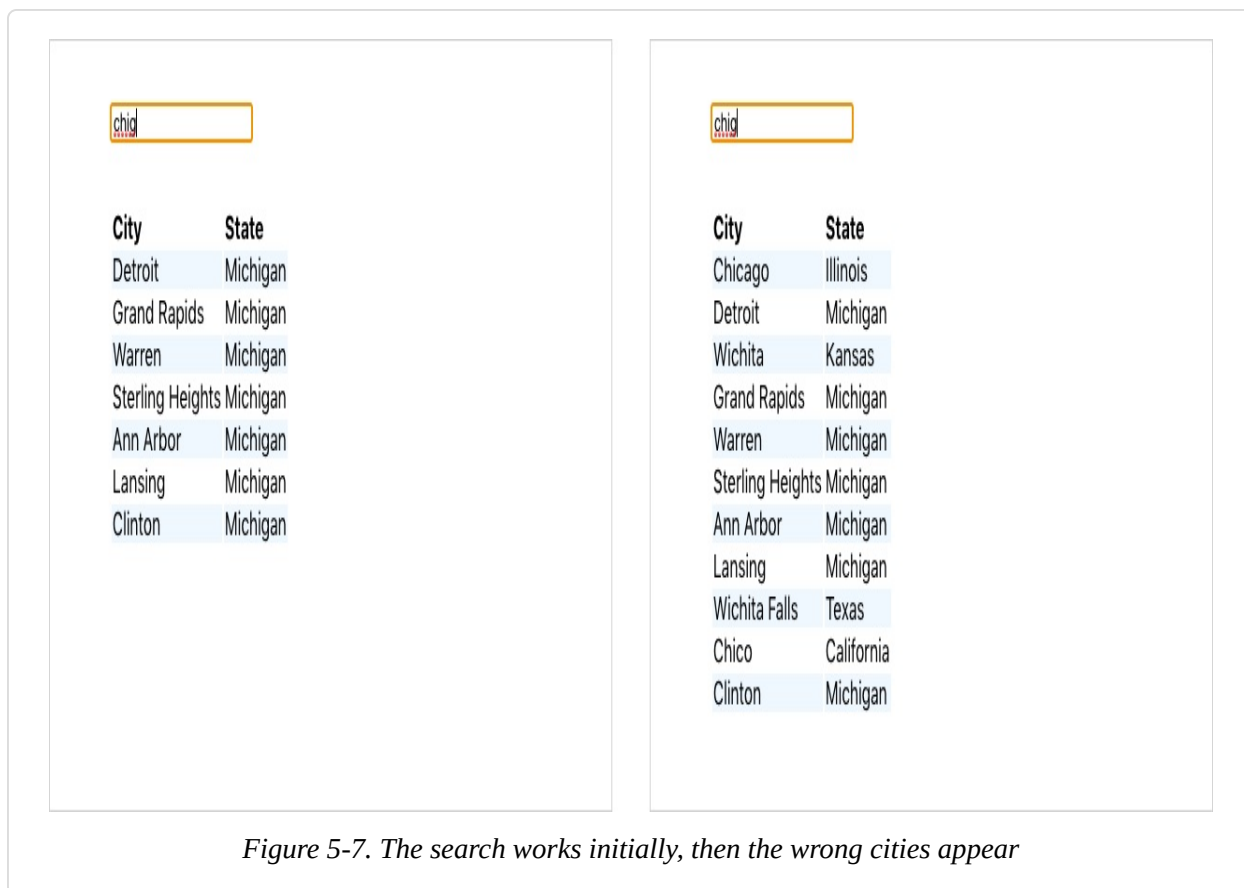 chig
City State
Detroit Michigan
Grand Rapids Michigan
Warren Michigan
Sterling Heights Michigan
Ann Arbor Michigan
Lansing Michigan
Clinton Michigan
chig
City State
Chicago Illinois
Detroit Michigan
Wichita Kansas
Grand Rapids Michigan
Warren Michigan
Sterling Heights Michigan
Ann Arbor Michigan
Lansing Michigan
Wichita Falls Texas
Chico California
Clinton Michigan
Figure 5-7. The search works initially, then the wrong cities appear